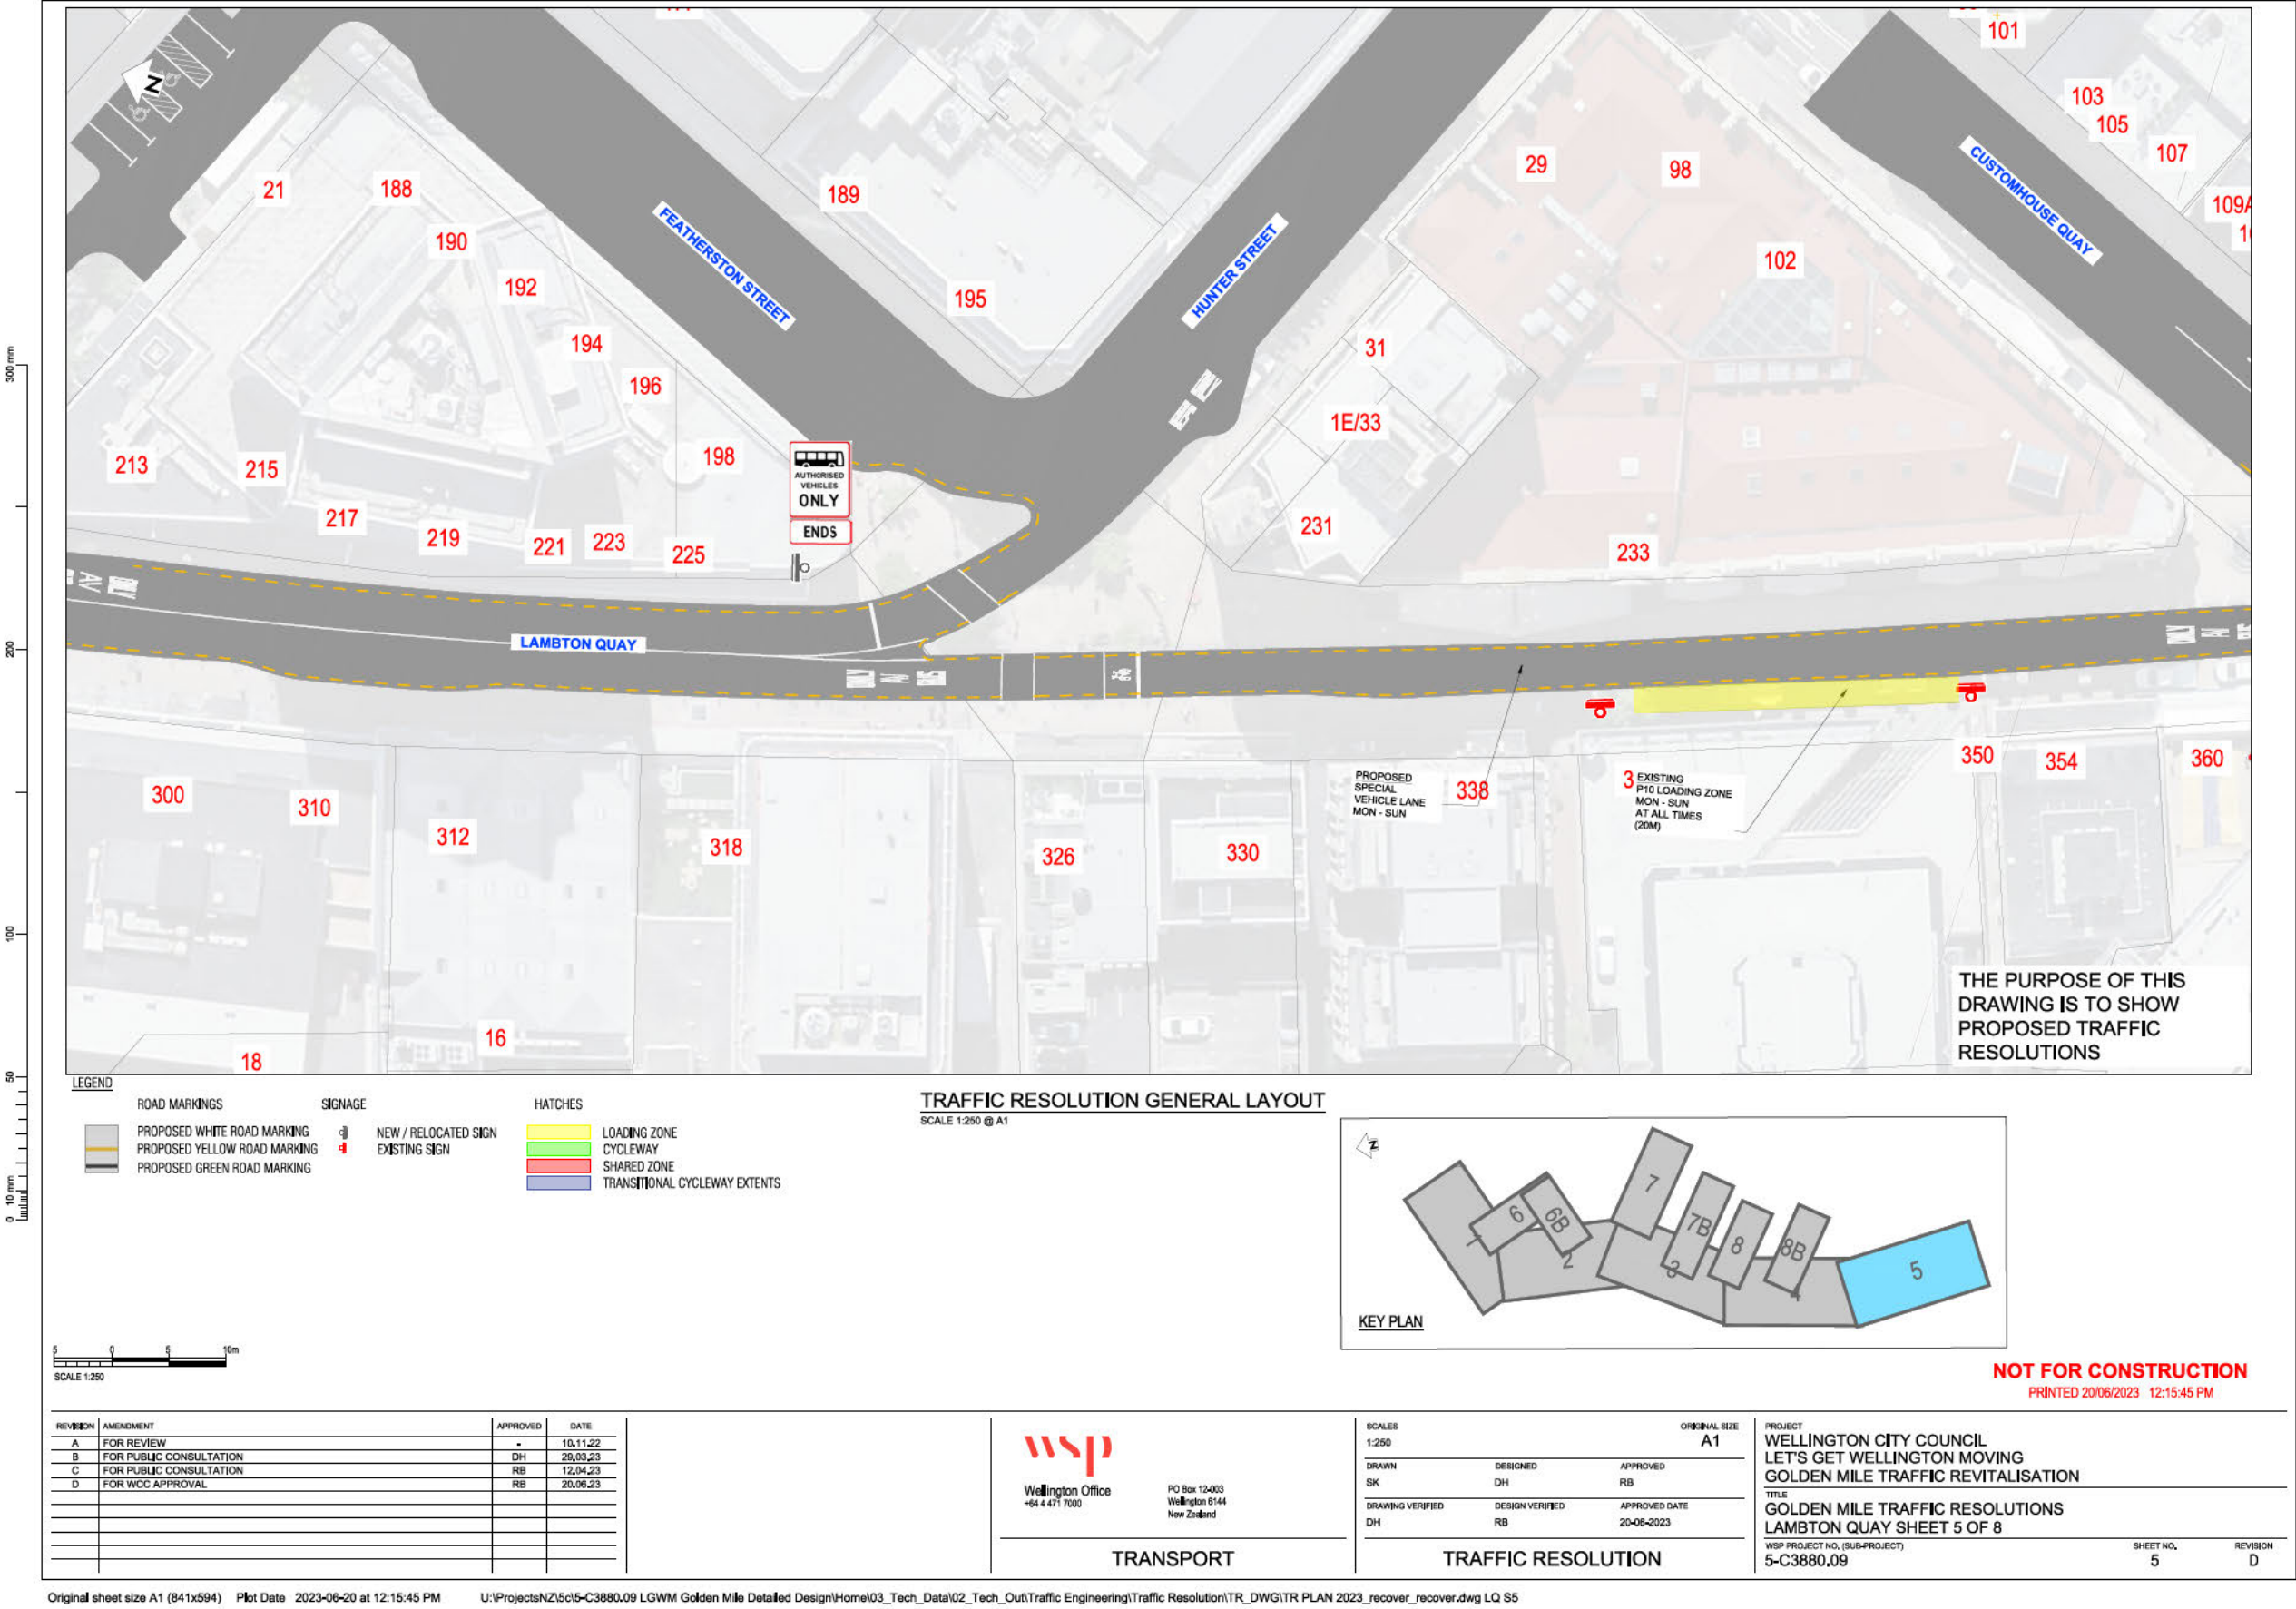 101
103
105
107
109A
29
98
102
CUSTOMHOUSE QUAY
N
21
188
190
192
194
196
198
189
195
FEATHERSTON STREET
HUNTER STREET
31
1E/33
231
233
213
215
217
219
221
223
225
AUTHORISED
VEHICLES
ONLY
ENDS
BUS
ONLY
AV
LAMBTON QUAY
ONLY
AV
300
310
312
318
326
330
338
350
354
360
16
18
PROPOSED
SPECIAL
VEHICLE LANE
MON - SUN
3 EXISTING
P10 LOADING ZONE
MON - SUN
AT ALL TIMES
(20M)
THE PURPOSE OF THIS
DRAWING IS TO SHOW
PROPOSED TRAFFIC
RESOLUTIONS
300 mm
200
100
50
10 mm
0
LEGEND
ROAD MARKINGS
PROPOSED WHITE ROAD MARKING
PROPOSED YELLOW ROAD MARKING
PROPOSED GREEN ROAD MARKING
SIGNAGE
NEW / RELOCATED SIGN
EXISTING SIGN
HATCHES
LOADING ZONE
CYCLEWAY
SHARED ZONE
TRANSITIONAL CYCLEWAY EXTENTS
TRAFFIC RESOLUTION GENERAL LAYOUT
SCALE 1:250 @ A1
N
1
6
6B
2
7
7B
3
8
8B
4
5
KEY PLAN
5 0 5 10m
SCALE 1:250
NOT FOR CONSTRUCTION
PRINTED 20/06/2023 12:15:45 PM
REVISION AMENDMENT APPROVED DATE
A FOR REVIEW - 10.11.22
B FOR PUBLIC CONSULTATION DH 29.03.23
C FOR PUBLIC CONSULTATION RB 12.04.23
D FOR WCC APPROVAL RB 20.06.23
wsp
Wellington Office
+64 4 471 7000
PO Box 12-003
Wellington 6144
New Zealand
TRANSPORT
SCALES ORIGINAL SIZE
1:250 A1
DRAWN DESIGNED APPROVED
SK DH RB
DRAWING VERIFIED DESIGN VERIFIED APPROVED DATE
DH RB 20-06-2023
TRAFFIC RESOLUTION
PROJECT
WELLINGTON CITY COUNCIL
LET'S GET WELLINGTON MOVING
GOLDEN MILE TRAFFIC REVITALISATION
TITLE
GOLDEN MILE TRAFFIC RESOLUTIONS
LAMBTON QUAY SHEET 5 OF 8
WSP PROJECT NO. (SUB-PROJECT) SHEET NO. REVISION
5-C3880.09 5 D
Original sheet size A1 (841x594) Plot Date 2023-06-20 at 12:15:45 PM U:\ProjectsNZ\5c\5-C3880.09 LGWM Golden Mile Detailed Design\Home\03_Tech_Data\02_Tech_Out\Traffic Engineering\Traffic Resolution\TR_DWG\TR PLAN 2023_recover_recover.dwg LQ S5